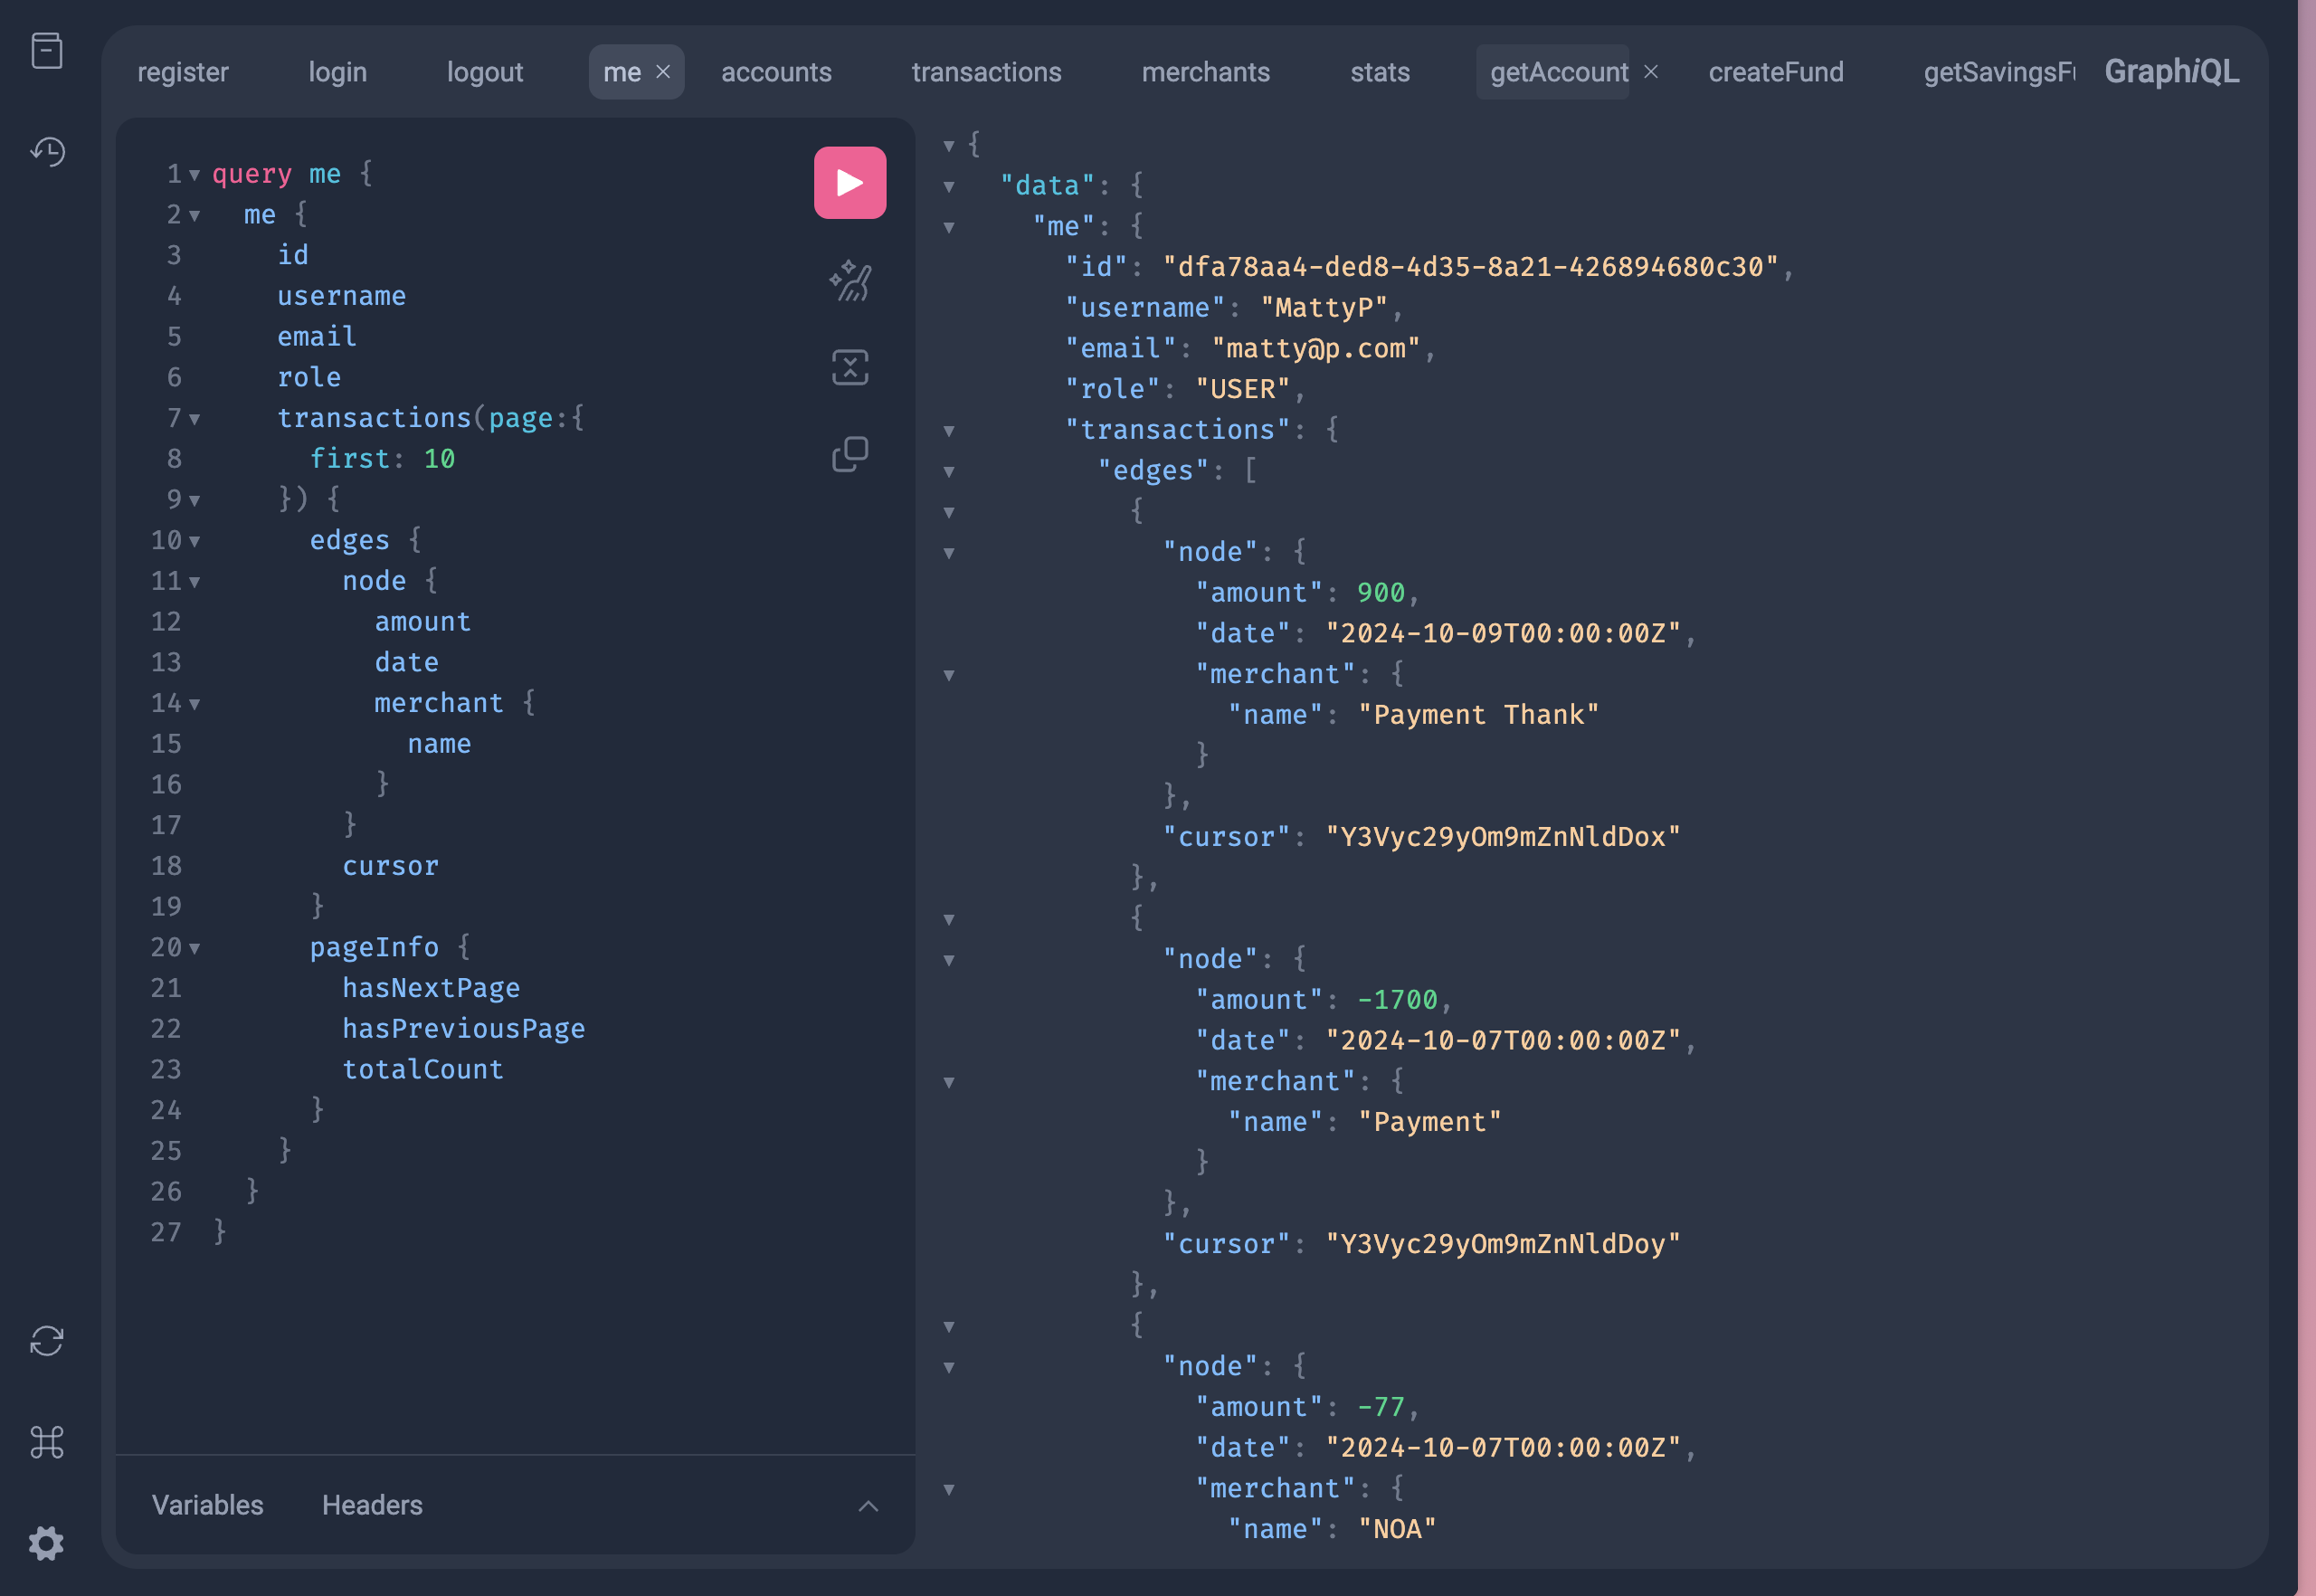 register login logout me accounts transactions merchants stats getAccount createFund GraphiQL
1 query me {
2 me {
3 id
4 username
5 email
6 role
7 transactions(page:{
8 first: 10
9 }) {
10 edges {
11 node {
12 amount
13 date
14 merchant {
15 name
16 }
17 }
18 cursor
19 }
20 pageInfo {
21 hasNextPage
22 hasPreviousPage
23 totalCount
24 }
25 }
26 }
27 }
Variables Headers
{
"data": {
"me": {
"id": "dfa78aa4-ded8-4d35-8a21-426894680c30",
"username": "MattyP",
"email": "matty@p.com",
"role": "USER",
"transactions": {
"edges": [
{
"node": {
"amount": 900,
"date": "2024-10-09T00:00:00Z",
"merchant": {
"name": "Payment Thank"
}
},
"cursor": "Y3Vyc29yOm9mZnNldDox"
},
{
"node": {
"amount": -1700,
"date": "2024-10-07T00:00:00Z",
"merchant": {
"name": "Payment"
}
},
"cursor": "Y3Vyc29yOm9mZnNldDoy"
},
{
"node": {
"amount": -77,
"date": "2024-10-07T00:00:00Z",
"merchant": {
"name": "NOA"